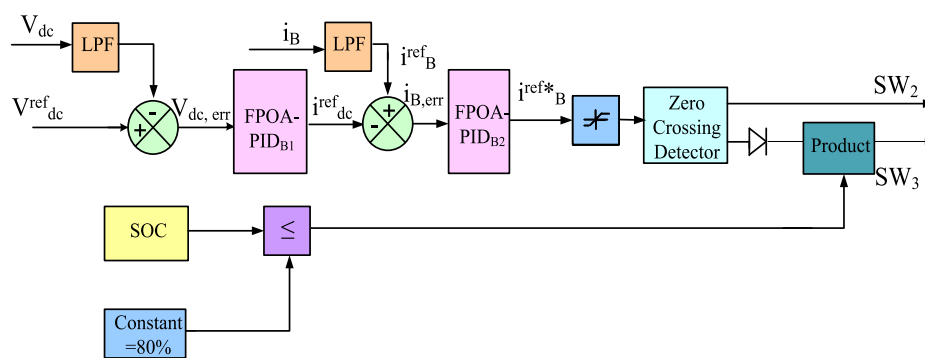 V_dc
LPF
i_B
LPF
i^ref_B
V^ref_dc
-
+
V_dc, err
FPOA-
PID_B1
i^ref_dc
+
-
i_B,err
FPOA-
PID_B2
i^ref*_B
Zero
Crossing
Detector
SW_2
Product
SW_3
SOC
≤
Constant
=80%